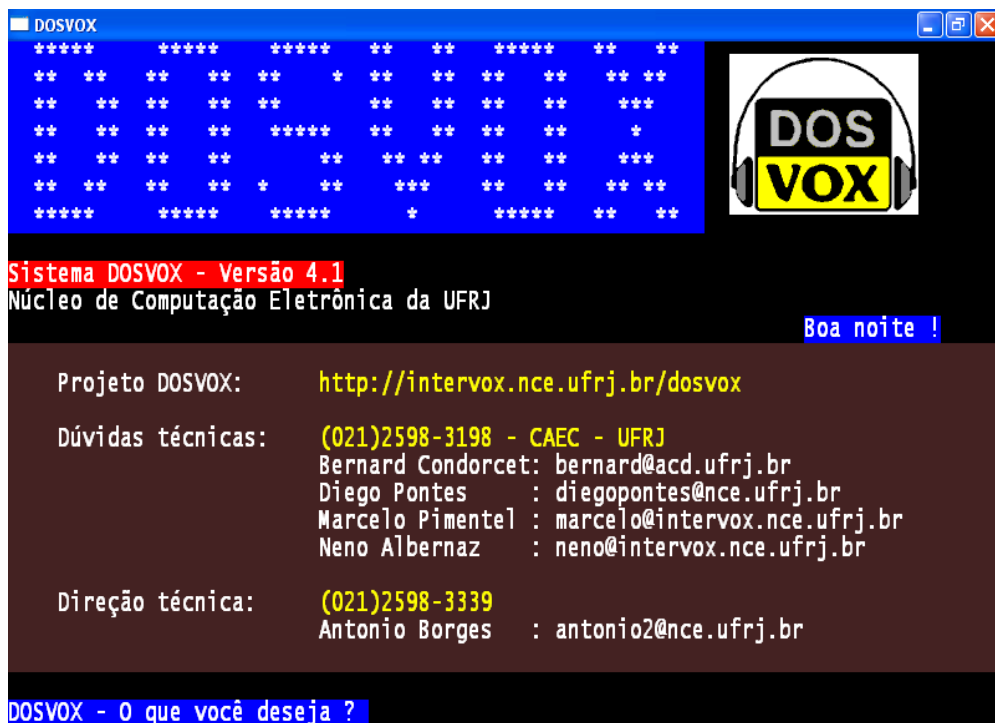 DOSVOX
DOS
VOX
Sistema DOSVOX - Versão 4.1
Núcleo de Computação Eletrônica da UFRJ
Boa noite !
Projeto DOSVOX: http://intervox.nce.ufrj.br/dosvox
Dúvidas técnicas: (021)2598-3198 - CAEC - UFRJ
Bernard Condorcet: bernard@acd.ufrj.br
Diego Pontes : diegopontes@nce.ufrj.br
Marcelo Pimentel : marcelo@intervox.nce.ufrj.br
Neno Albernaz : neno@intervox.nce.ufrj.br
Direção técnica: (021)2598-3339
Antonio Borges : antonio2@nce.ufrj.br
DOSVOX - O que você deseja ?